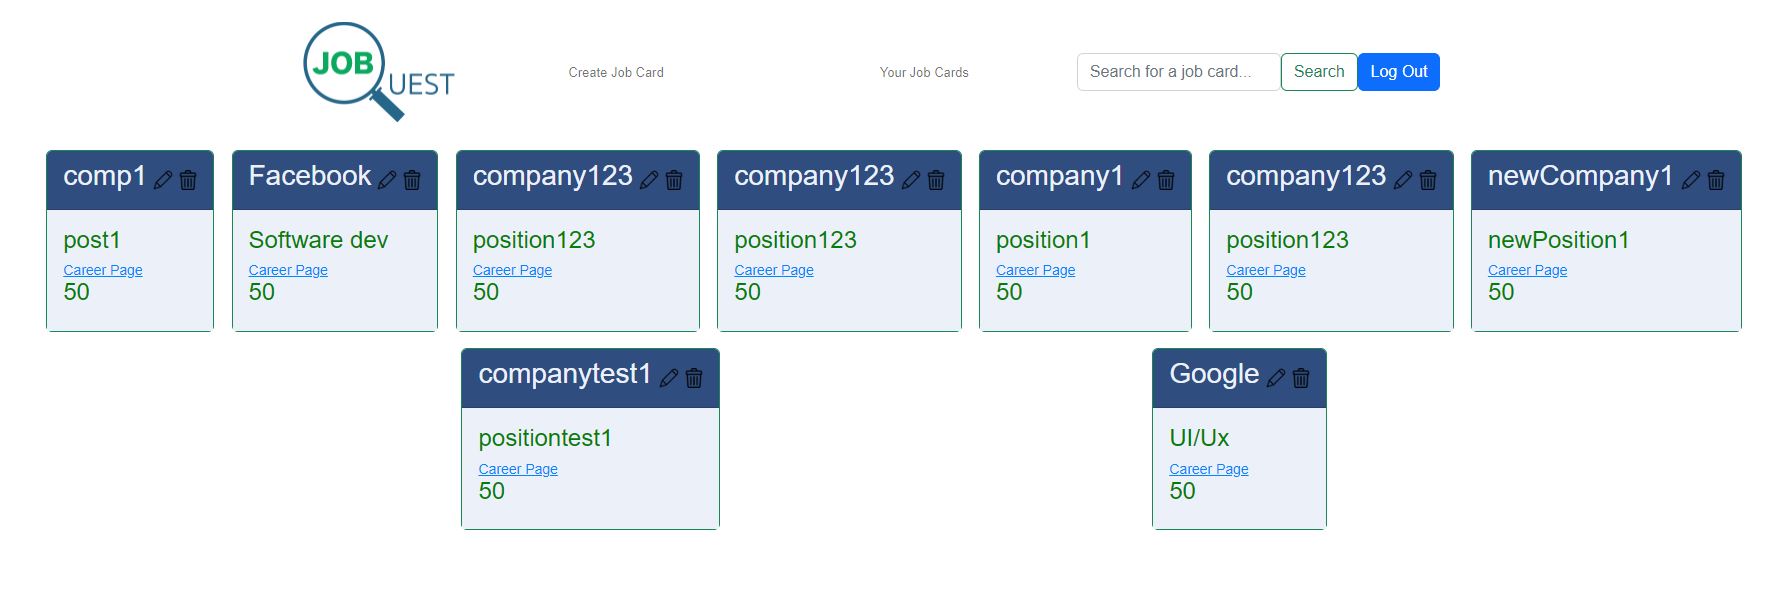 JOB
UEST
Create Job Card
Your Job Cards
Search for a job card...
Search
Log Out
comp1
post1
Career Page
50
Facebook
Software dev
Career Page
50
company123
position123
Career Page
50
company123
position123
Career Page
50
company1
position1
Career Page
50
company123
position123
Career Page
50
newCompany1
newPosition1
Career Page
50
companytest1
positiontest1
Career Page
50
Google
UI/Ux
Career Page
50